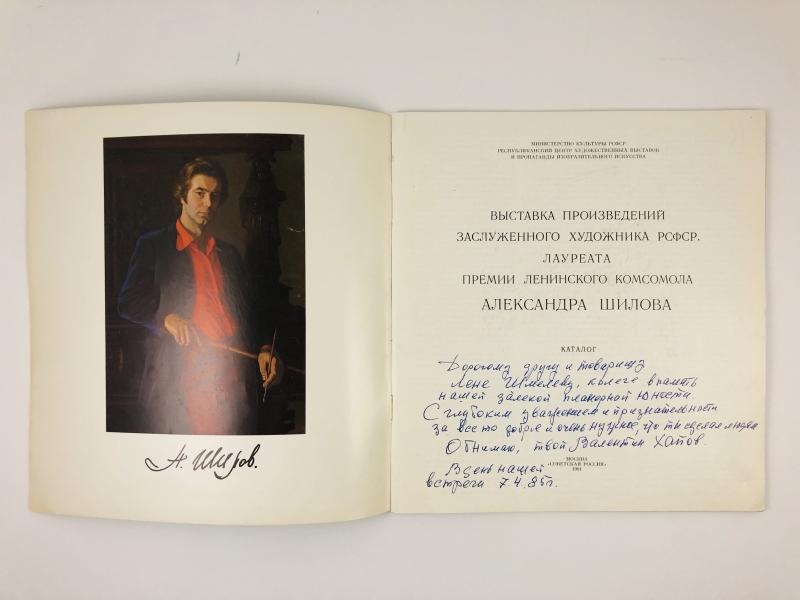 А. Шилов.
МИНИСТЕРСТВО КУЛЬТУРЫ РСФСР
РЕСПУБЛИКАНСКИЙ ЦЕНТР ХУДОЖЕСТВЕННЫХ ВЫСТАВОК
И ПРОПАГАНДЫ ИЗОБРАЗИТЕЛЬНОГО ИСКУССТВА
ВЫСТАВКА ПРОИЗВЕДЕНИЙ
ЗАСЛУЖЕННОГО ХУДОЖНИКА РСФСР.
ЛАУРЕАТА
ПРЕМИИ ЛЕНИНСКОГО КОМСОМОЛА
АЛЕКСАНДРА ШИЛОВА
КАТАЛОГ
Дорогому другу и товарищу
Лене Шмелеву, коллеге в память
нашей далекой планерной юности.
С глубоким уважением и признательности
за все то доброе и очень нужное, что ты сделал людям
Обнимаю, твой Валентин Хапов.
МОСКВА
«СОВЕТСКАЯ РОССИЯ»
1981
В день нашей
встречи 7.4.85г.